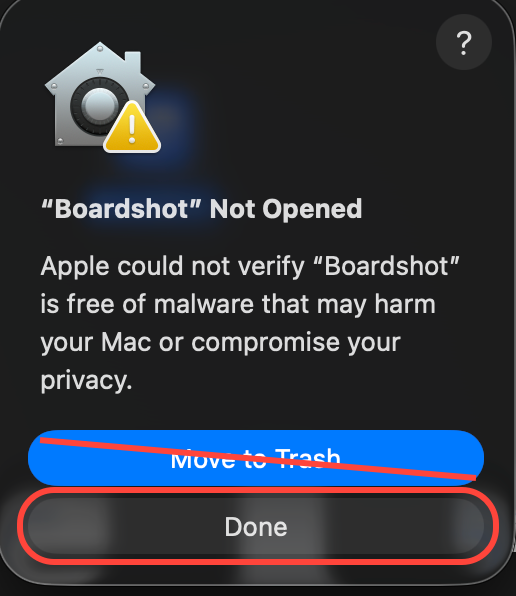 ?
“Boardshot” Not Opened
Apple could not verify “Boardshot”
is free of malware that may harm
your Mac or compromise your
privacy.
Move to Trash
Done